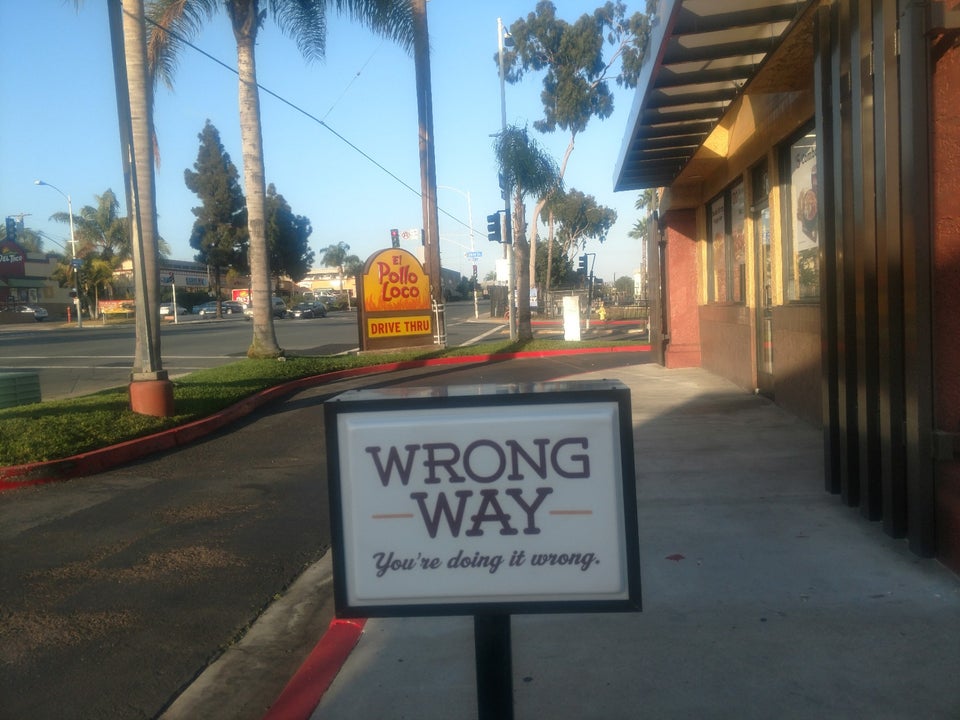 El
Pollo
Loco
DRIVE THRU
WRONG
WAY
You're doing it wrong.